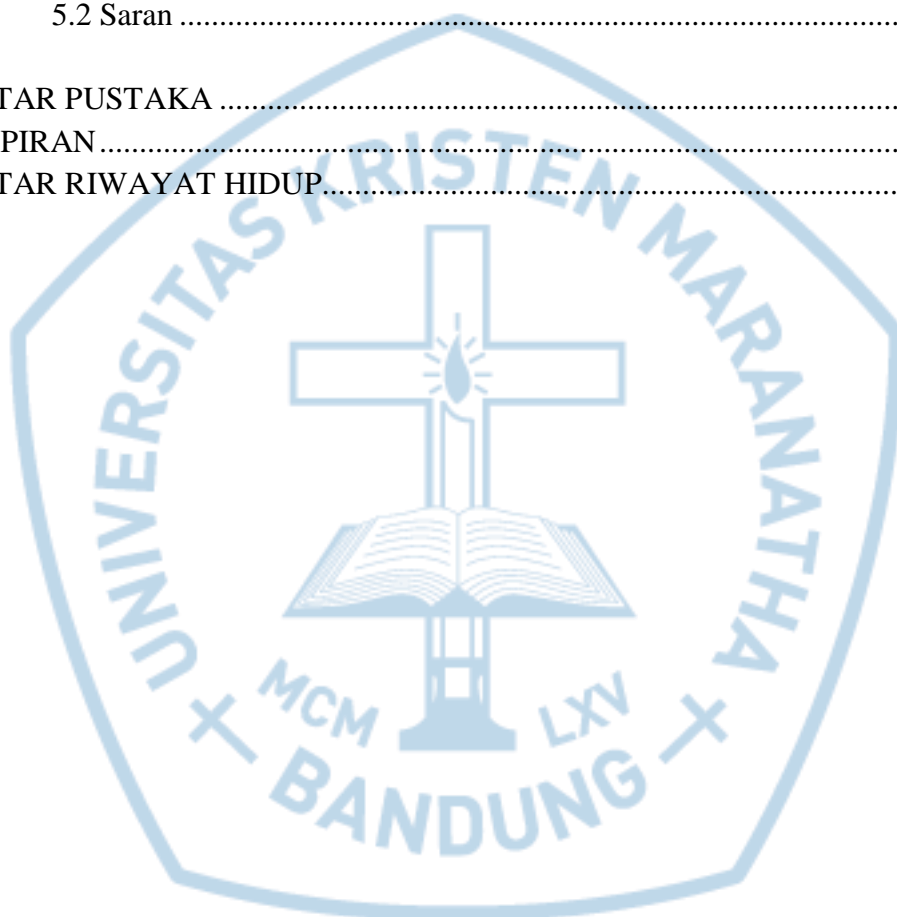 5.2 Saran ....................................................................................
TAR PUSTAKA ....................................................................................
PIRAN ....................................................................................
TAR RIWAYAT HIDUP....................................................................................
UNIVERSITAS KRISTEN MARANATHA
MCM LXV
BANDUNG